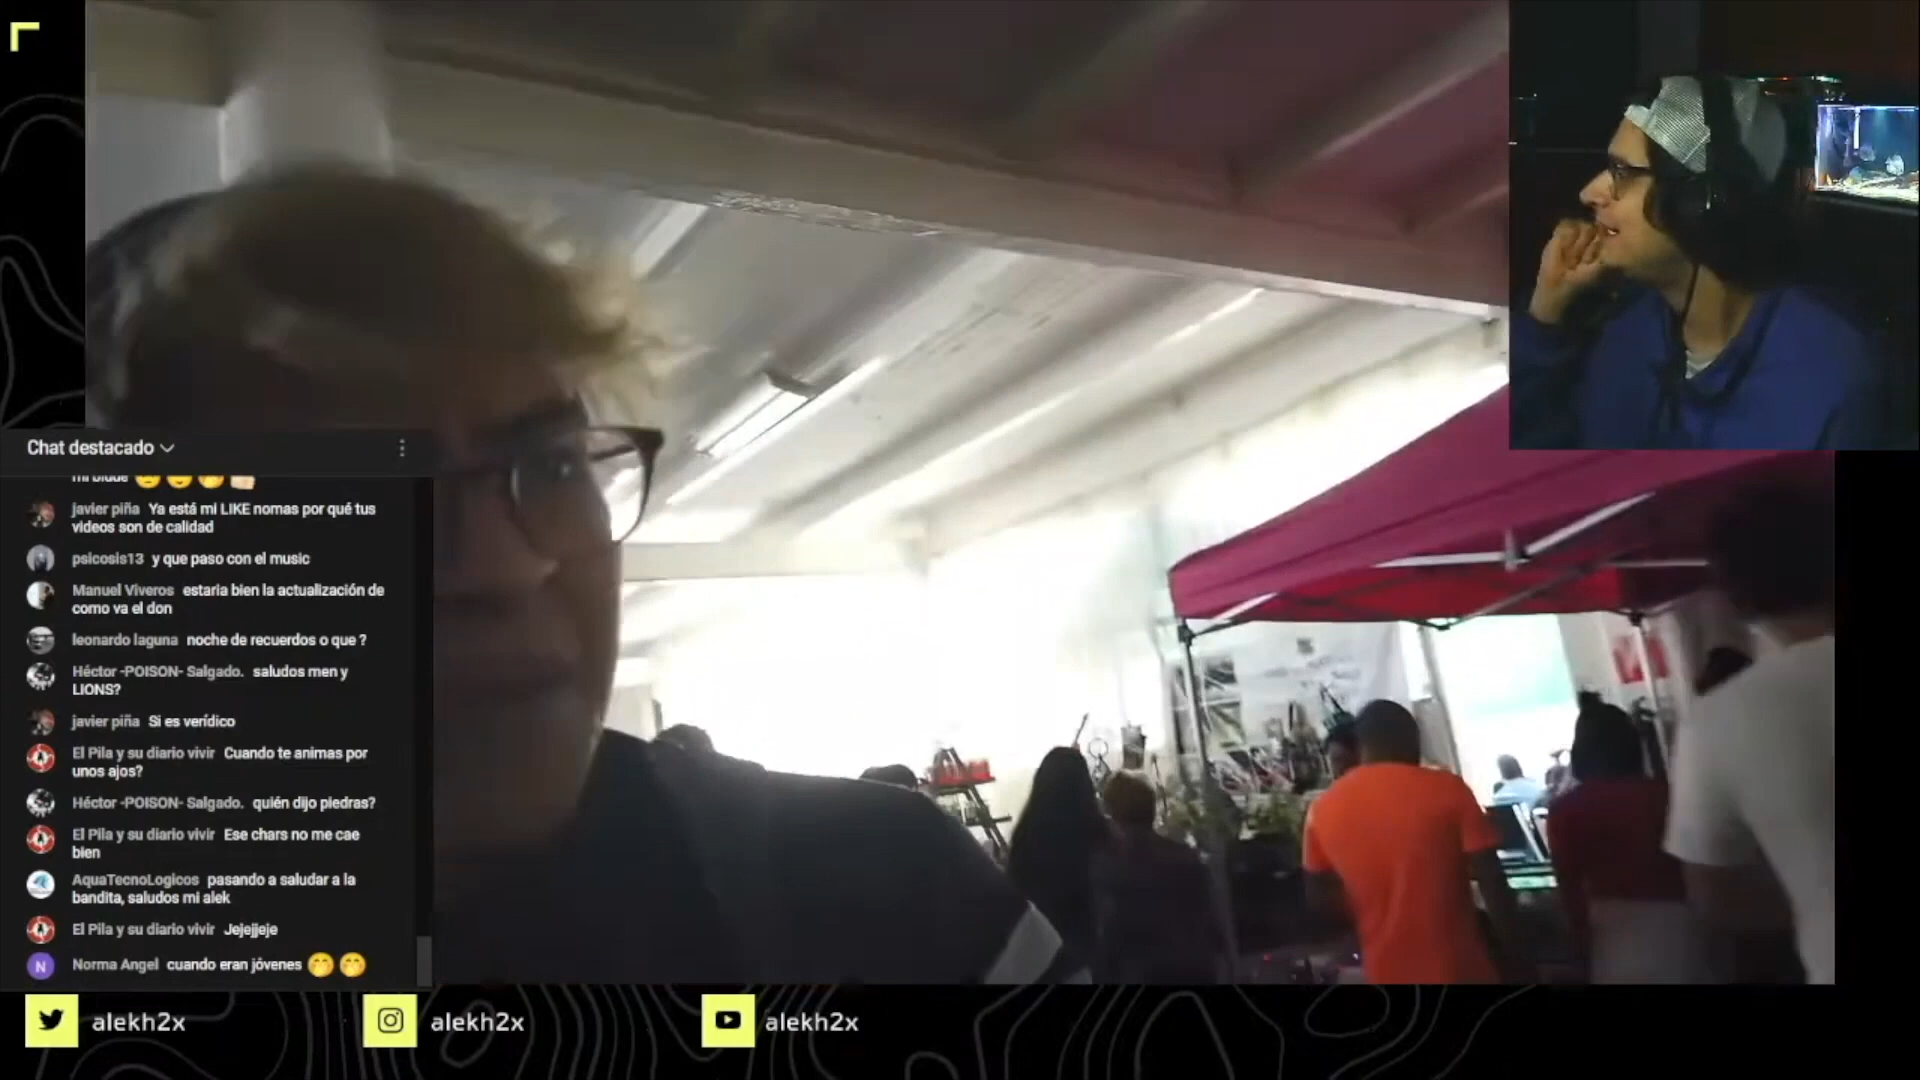 Chat destacado
javier piña Ya está mi LIKE nomas por qué tus
videos son de calidad
psicosis13 y que paso con el music
Manuel Viveros estaria bien la actualización de
como va el don
leonardo laguna noche de recuerdos o que ?
Héctor -POISON- Salgado. saludos men y
LIONS?
javier piña Si es verídico
El Pila y su diario vivir Cuando te animas por
unos ajos?
Héctor -POISON- Salgado. quién dijo piedras?
El Pila y su diario vivir Ese chars no me cae
bien
AquaTecnoLogicos pasando a saludar a la
bandita, saludos mi alek
El Pila y su diario vivir Jejejjeje
N Norma Angel cuando eran jóvenes 🤭 🤭
alekh2x
alekh2x
alekh2x